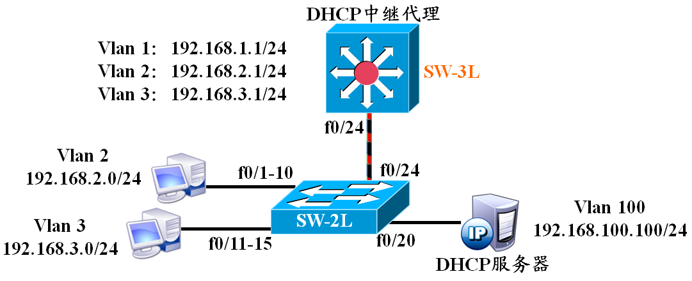 DHCP中继代理
Vlan 1: 192.168.1.1/24
Vlan 2: 192.168.2.1/24
Vlan 3: 192.168.3.1/24
SW-3L
f0/24
Vlan 2
192.168.2.0/24
f0/1-10
f0/24
Vlan 3
192.168.3.0/24
f0/11-15
SW-2L
f0/20
IP
Vlan 100
192.168.100.100/24
DHCP服务器